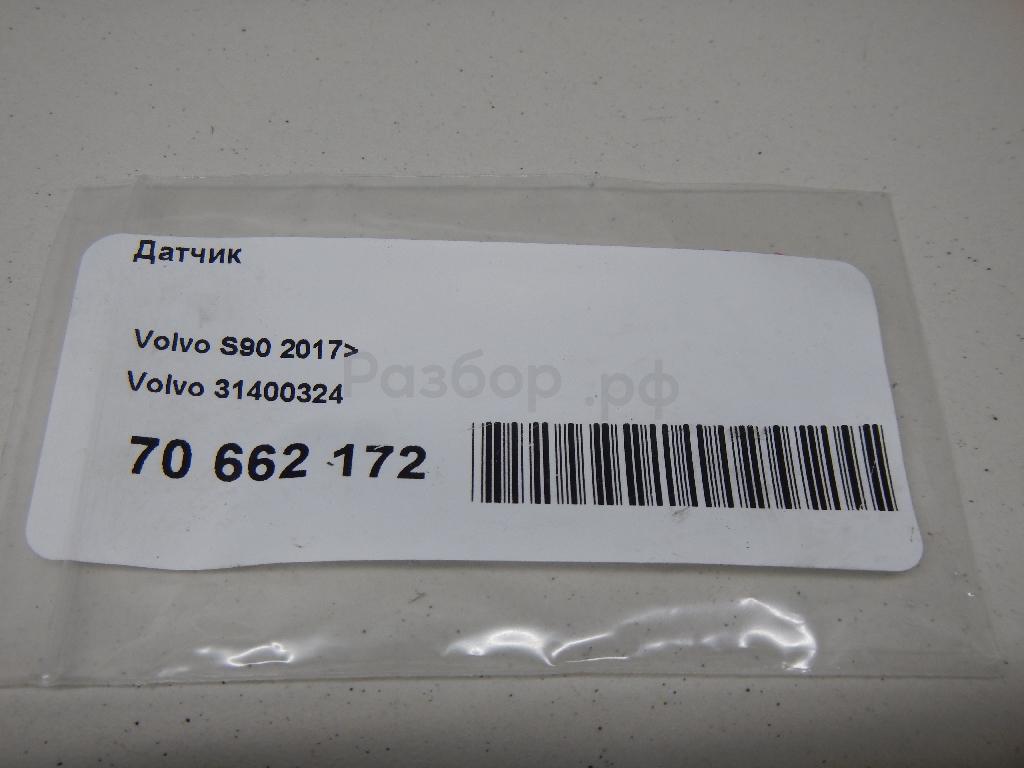 Датчик
Volvo S90 2017>
Volvo 31400324
Разбор.рф
70 662 172